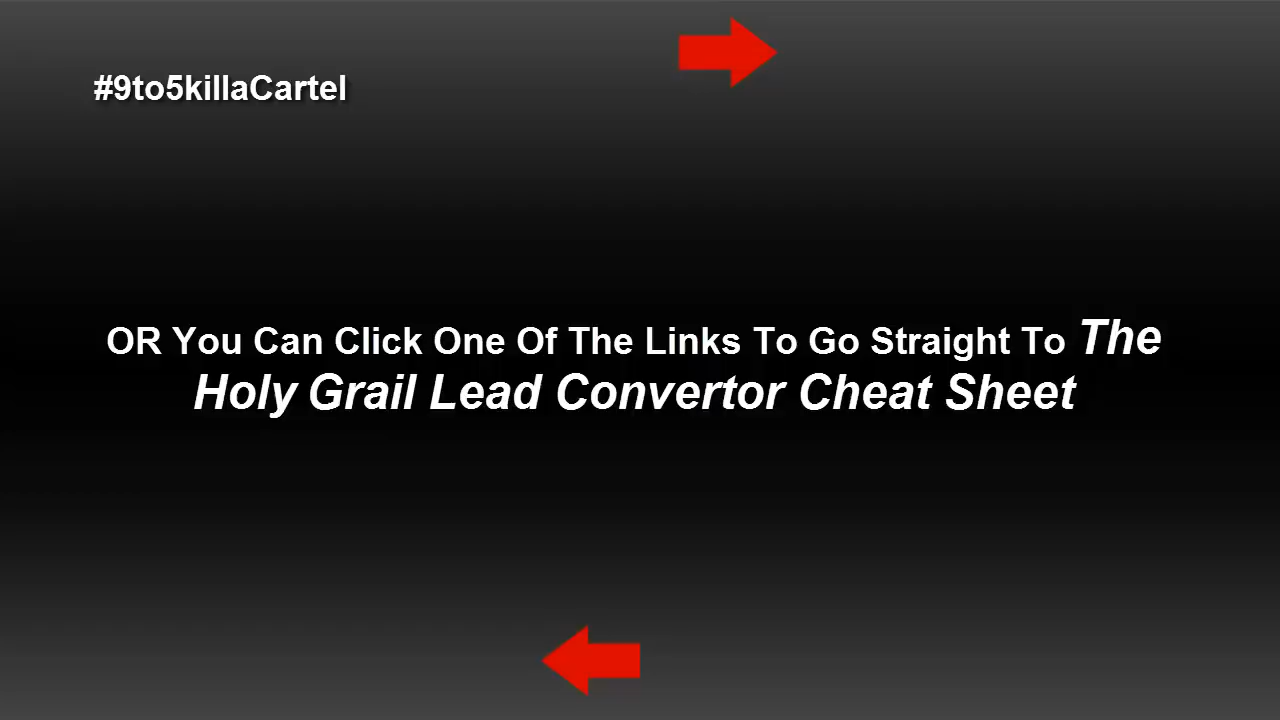 #9to5killaCartel
OR You Can Click One Of The Links To Go Straight To The
Holy Grail Lead Convertor Cheat Sheet